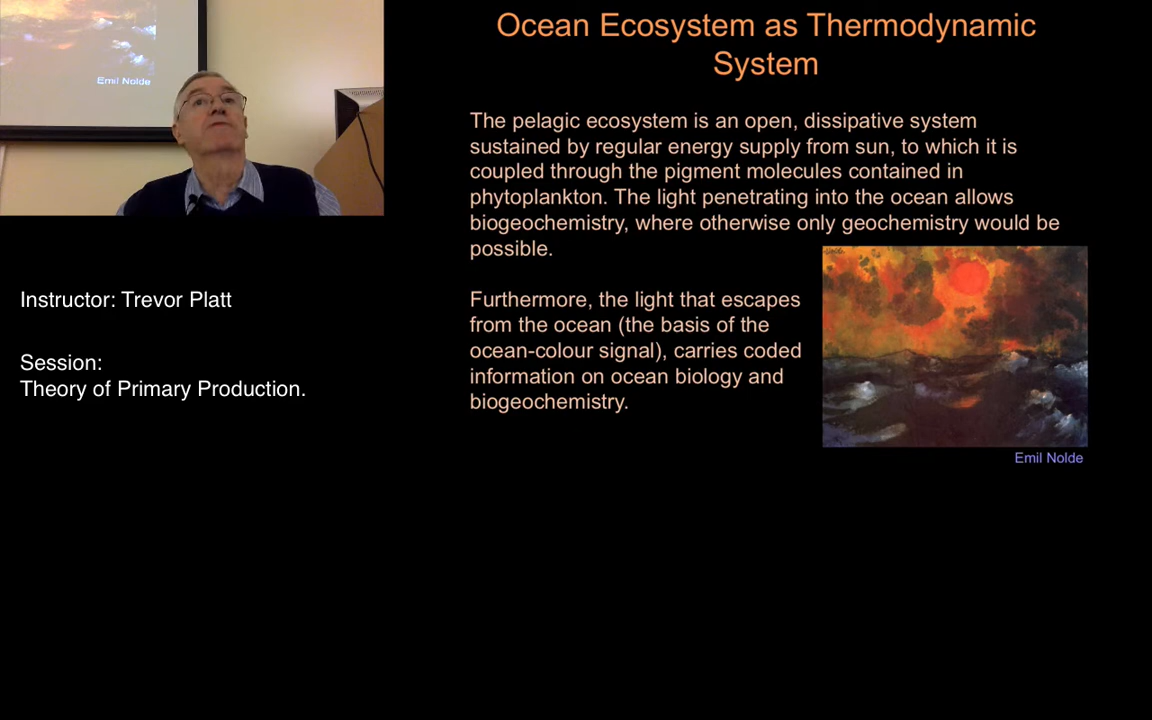 Emil Nolde
Ocean Ecosystem as Thermodynamic
System
The pelagic ecosystem is an open, dissipative system
sustained by regular energy supply from sun, to which it is
coupled through the pigment molecules contained in
phytoplankton. The light penetrating into the ocean allows
biogeochemistry, where otherwise only geochemistry would be
possible.
Furthermore, the light that escapes
from the ocean (the basis of the
ocean-colour signal), carries coded
information on ocean biology and
biogeochemistry.
Emil Nolde
Instructor: Trevor Platt
Session:
Theory of Primary Production.